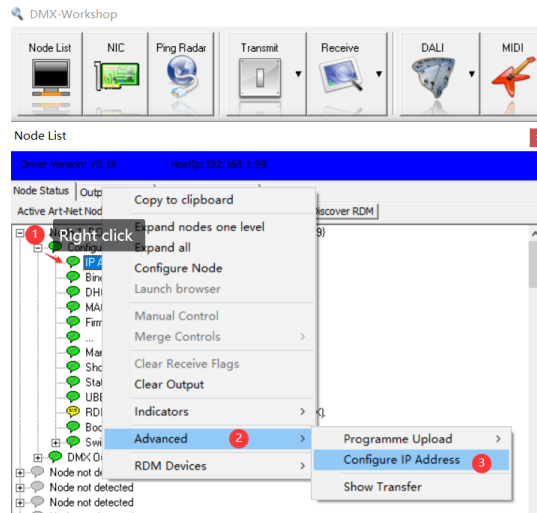 DMX-Workshop
Node List
NIC
Ping Radar
Transmit
Receive
DALI
MIDI
Node List
Driver Version: V3.16
HostIp:192.168.1.99
Node Status
Outp
Active Art-Net Nod
Discover RDM
1
Right click
Configu
IP A
Bin
DH
MA
Firm
...
Mar
Sho
Sta
UBE
RD
Boo
Swi
DMX O
Node not detected
Node not detected
Node not detected
Copy to clipboard
Expand nodes one level
Expand all
Configure Node
Launch browser
Manual Control
Merge Controls
Clear Receive Flags
Clear Output
Indicators
Advanced
2
RDM Devices
Programme Upload
Configure IP Address
3
Show Transfer